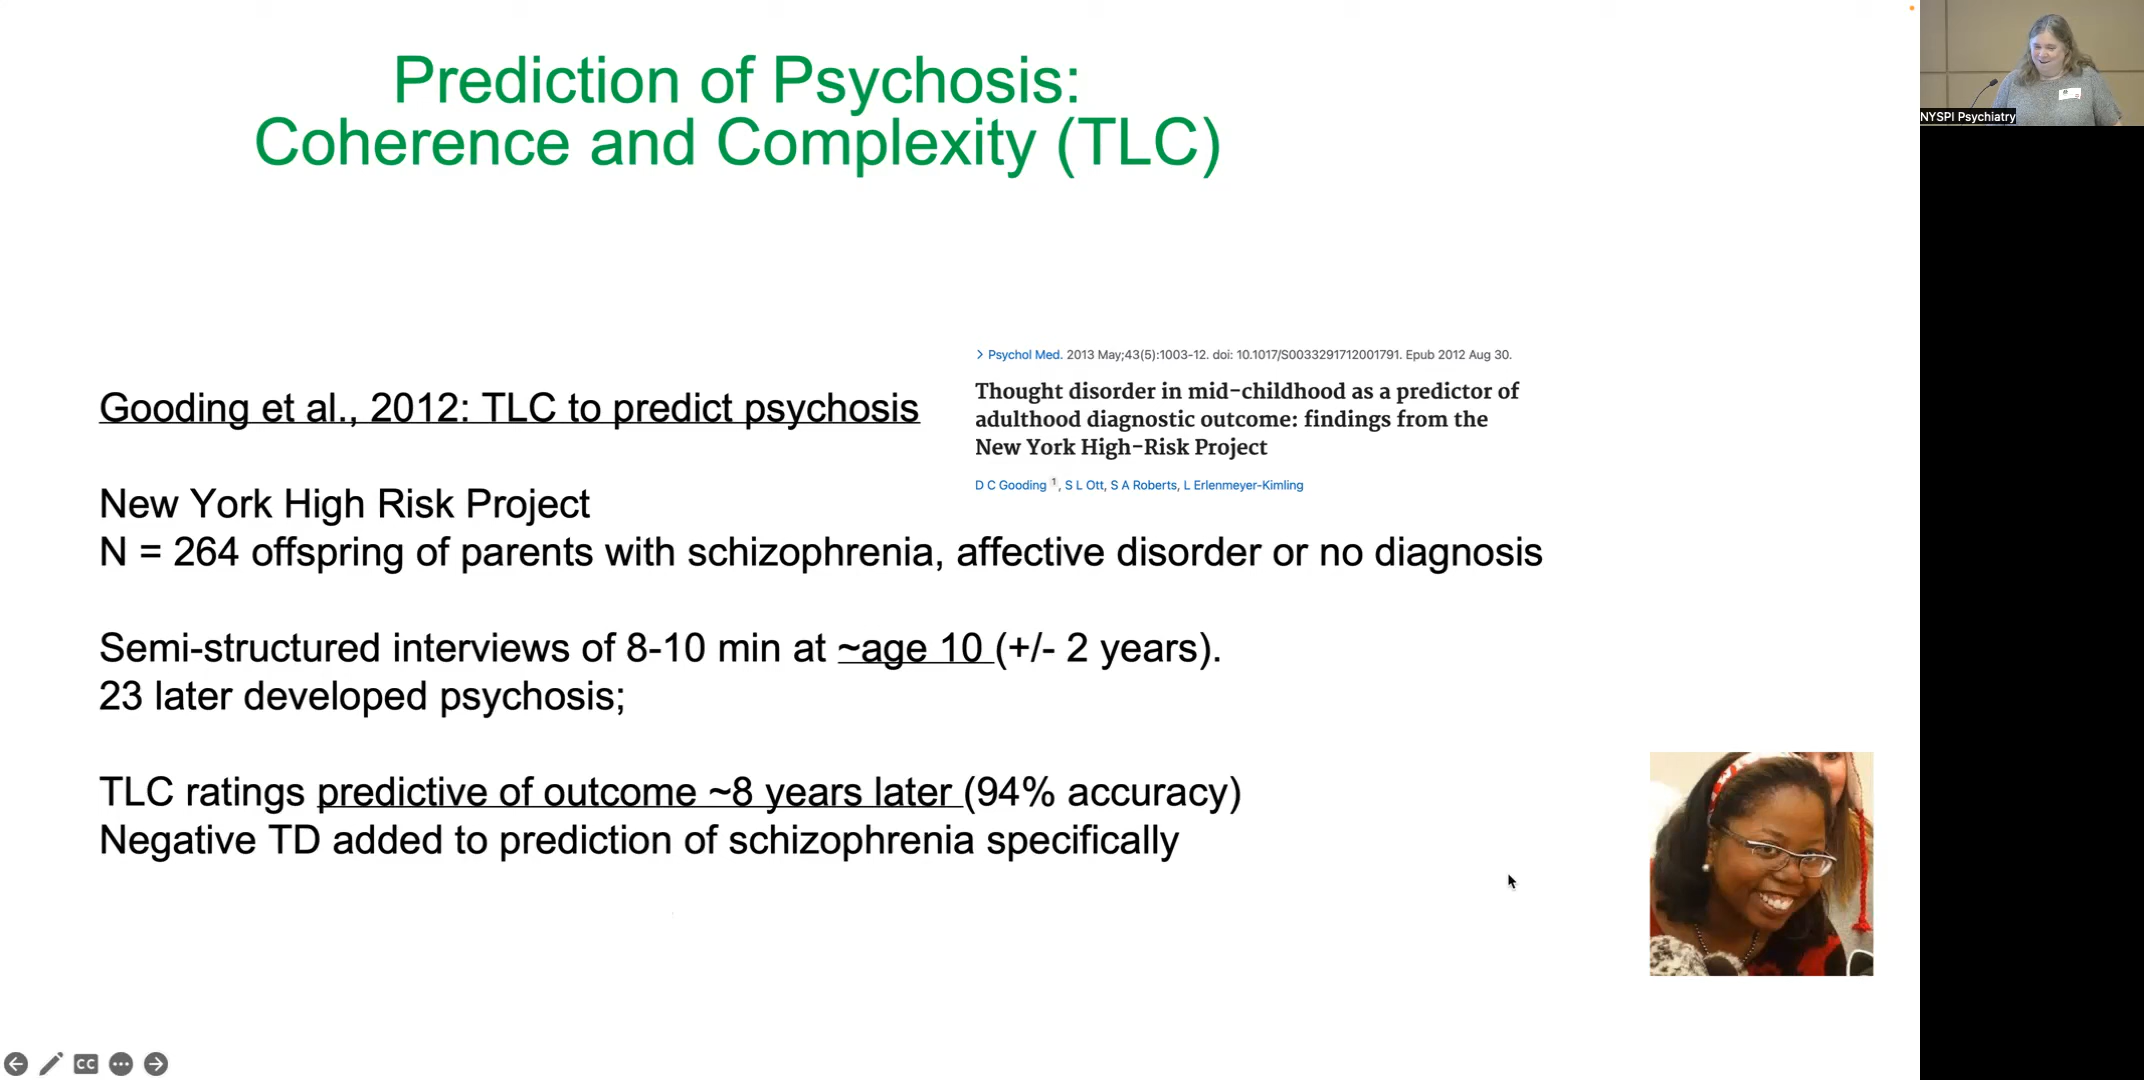 Prediction of Psychosis:
Coherence and Complexity (TLC)
NYSPI Psychiatry
> Psychol Med. 2013 May;43(5):1003-12. doi: 10.1017/S0033291712001791. Epub 2012 Aug 30.
Thought disorder in mid-childhood as a predictor of
adulthood diagnostic outcome: findings from the
New York High-Risk Project
D C Gooding 1, S L Ott, S A Roberts, L Erlenmeyer-Kimling
Gooding et al., 2012: TLC to predict psychosis
New York High Risk Project
N = 264 offspring of parents with schizophrenia, affective disorder or no diagnosis
Semi-structured interviews of 8-10 min at ~age 10 (+/- 2 years).
23 later developed psychosis;
TLC ratings predictive of outcome ~8 years later (94% accuracy)
Negative TD added to prediction of schizophrenia specifically
CC